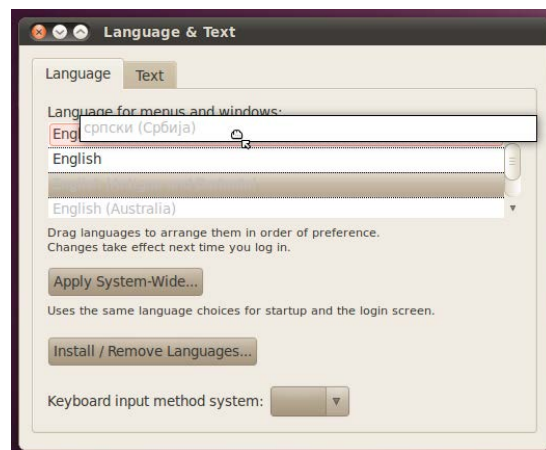 Language & Text
Language
Text
Language for menus and windows:
Engl
српски (Србија)
English
English (Australia)
Drag languages to arrange them in order of preference.
Changes take effect next time you log in.
Apply System-Wide...
Uses the same language choices for startup and the login screen.
Install / Remove Languages...
Keyboard input method system: